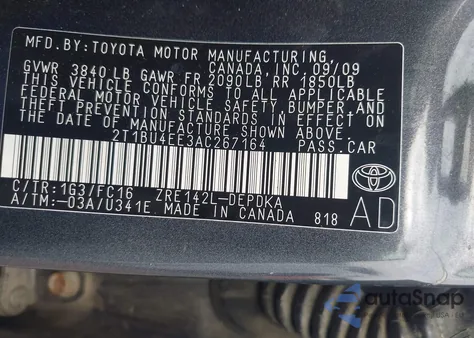 MFD.BY:TOYOTA MOTOR MANUFACTURING,
CANADA, INC. 09/09
GVWR 3840 LB GAWR FR 2090LB,RR 1850LB
THIS VEHICLE CONFORMS TO ALL APPLICABLE
FEDERAL MOTOR VEHICLE SAFETY,BUMPER,AND
THEFT PREVENTION STANDARDS IN EFFECT ON
THE DATE OF MANUFACTURE SHOWN ABOVE.
2T1BU4EE3AC267164 PASS.CAR
C/TR:1G3/FC16 ZRE142L-DEPDKA
A/TM:-03A/U341E MADE IN CANADA 818
AD
autoSnap